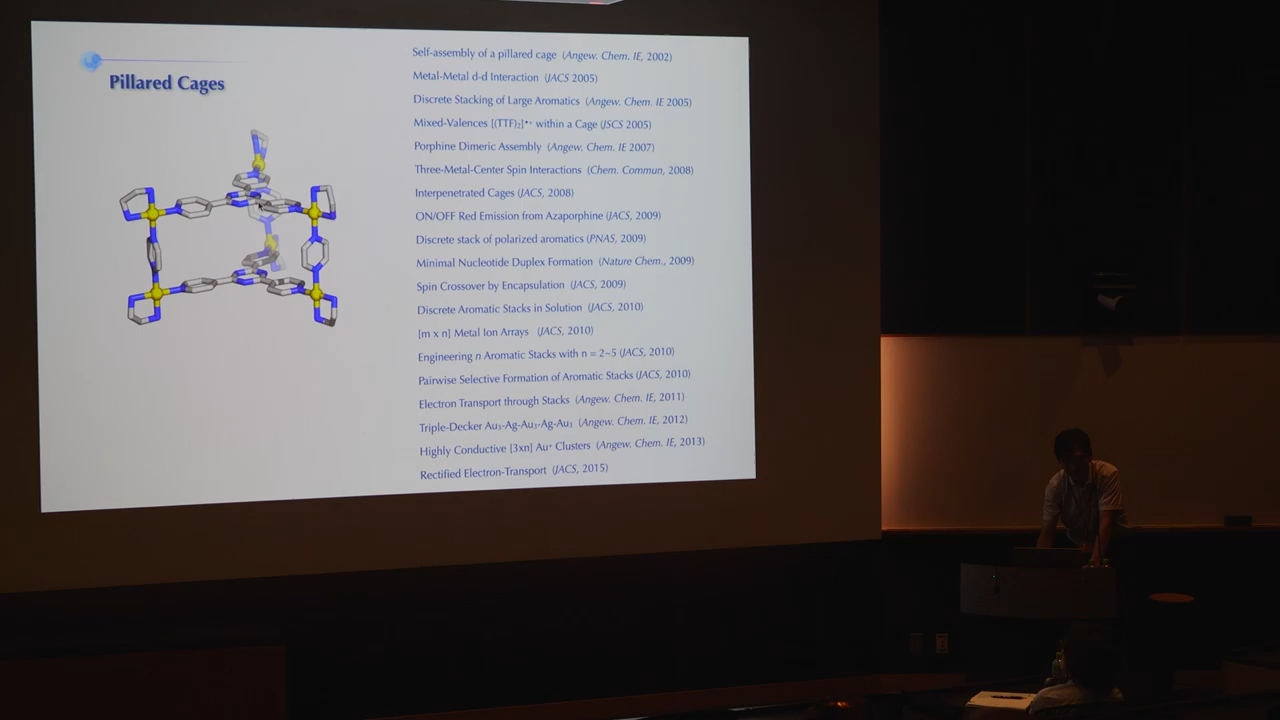 Pillared Cages
Self-assembly of a pillared cage (Angew. Chem. IE, 2002)
Metal-Metal d-d Interaction (JACS 2005)
Discrete Stacking of Large Aromatics (Angew. Chem. IE 2005)
Mixed-Valences [(TTF)₂]•⁺ within a Cage (JSCS 2005)
Porphine Dimeric Assembly (Angew. Chem. IE 2007)
Three-Metal-Center Spin Interactions (Chem. Commun, 2008)
Interpenetrated Cages (JACS, 2008)
ON/OFF Red Emission from Azaporphine (JACS, 2009)
Discrete stack of polarized aromatics (PNAS, 2009)
Minimal Nucleotide Duplex Formation (Nature Chem., 2009)
Spin Crossover by Encapsulation (JACS, 2009)
Discrete Aromatic Stacks in Solution (JACS, 2010)
[m x n] Metal Ion Arrays (JACS, 2010)
Engineering n Aromatic Stacks with n = 2~5 (JACS, 2010)
Pairwise Selective Formation of Aromatic Stacks (JACS, 2010)
Electron Transport through Stacks (Angew. Chem. IE, 2011)
Triple-Decker Au₃-Ag-Au₃-Ag-Au₃ (Angew. Chem. IE, 2012)
Highly Conductive [3xn] Au⁺ Clusters (Angew. Chem. IE, 2013)
Rectified Electron-Transport (JACS, 2015)